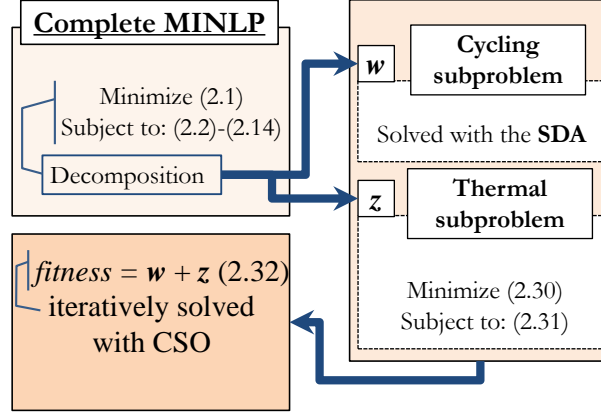 Complete MINLP
Minimize (2.1)
Subject to: (2.2)-(2.14)
Decomposition
w
Cycling
subproblem
Solved with the SDA
z
Thermal
subproblem
Minimize (2.30)
Subject to: (2.31)
fitness = w + z (2.32)
iteratively solved
with CSO